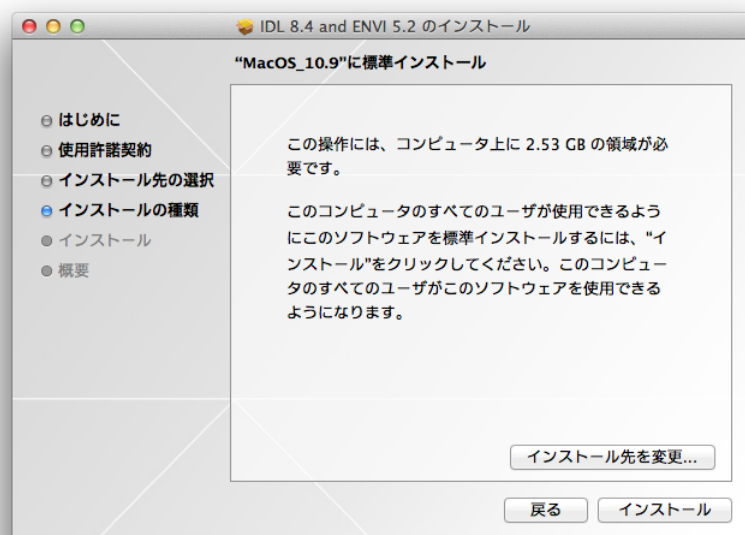 IDL 8.4 and ENVI 5.2 のインストール
“MacOS_10.9”に標準インストール
はじめに
使用許諾契約
インストール先の選択
インストールの種類
インストール
概要
この操作には、コンピュータ上に 2.53 GB の領域が必
要です。
このコンピュータのすべてのユーザが使用できるよう
にこのソフトウェアを標準インストールするには、“イ
ンストール”をクリックしてください。このコンピュー
タのすべてのユーザがこのソフトウェアを使用できる
ようになります。
インストール先を変更...
戻る
インストール